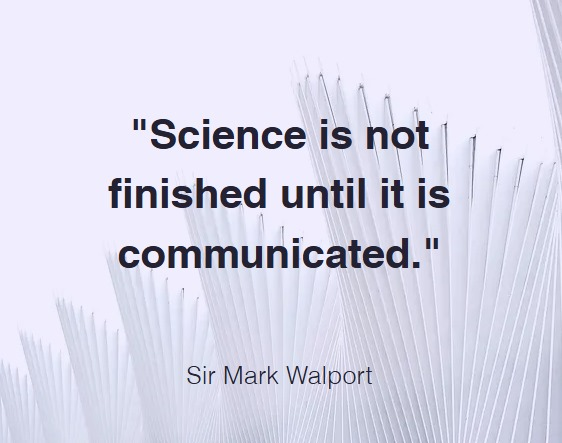 "Science is not
finished until it is
communicated."
Sir Mark Walport